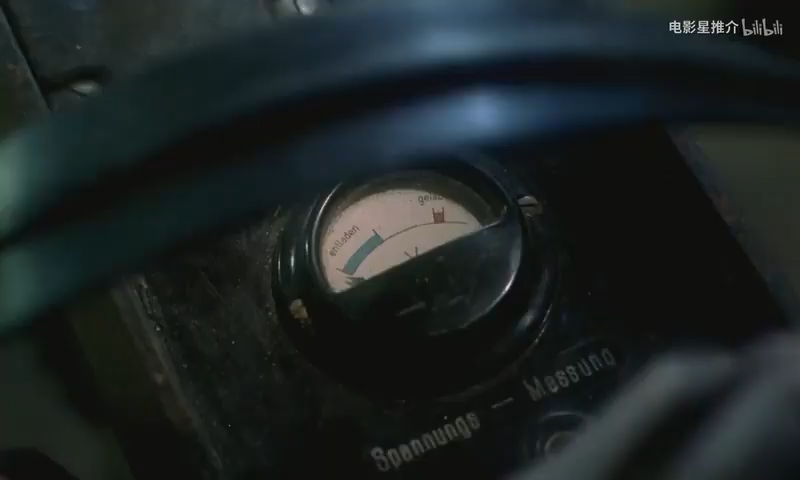 电影星推介 bilibili
entladen
Spannungs — Messung